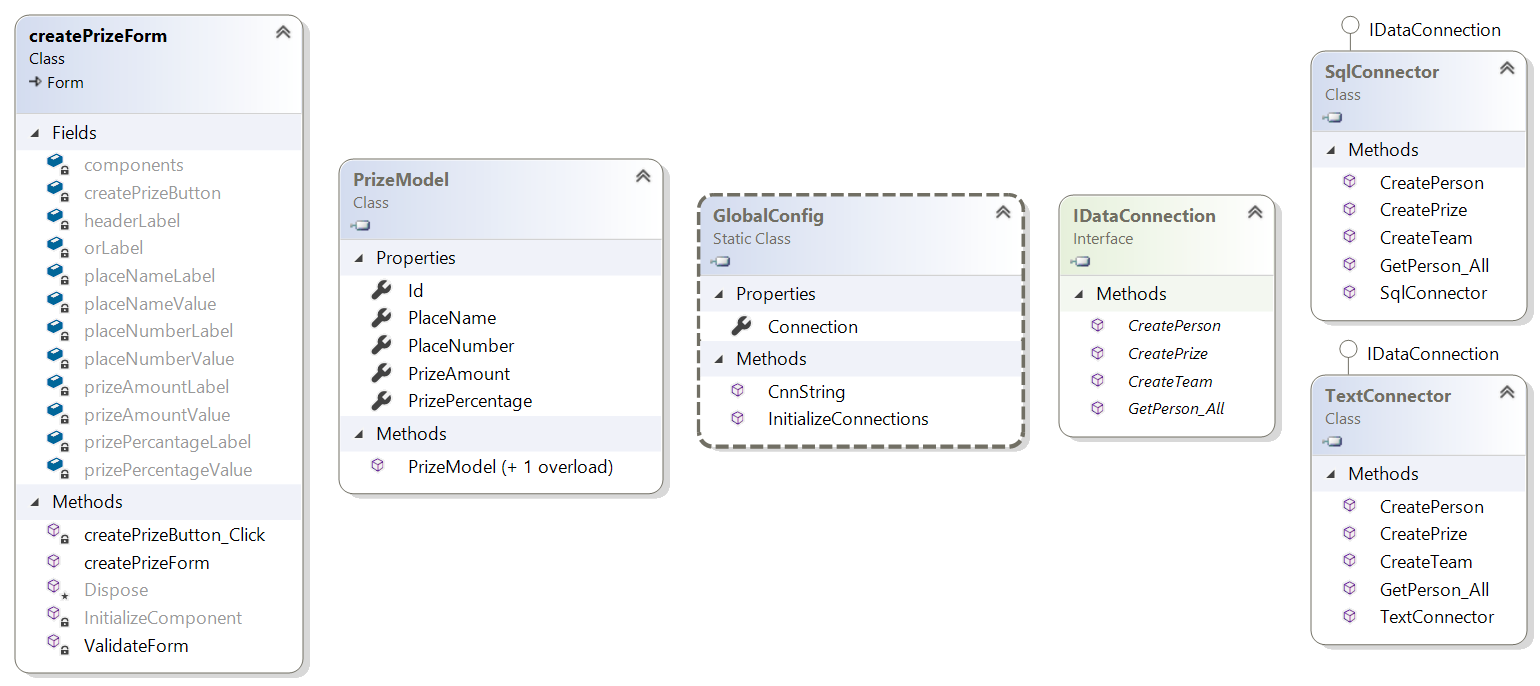 createPrizeForm
Class
Form
Fields
components
createPrizeButton
headerLabel
orLabel
placeNameLabel
placeNameValue
placeNumberLabel
placeNumberValue
prizeAmountLabel
prizeAmountValue
prizePercantageLabel
prizePercentageValue
Methods
createPrizeButton_Click
createPrizeForm
Dispose
InitializeComponent
ValidateForm
PrizeModel
Class
Properties
Id
PlaceName
PlaceNumber
PrizeAmount
PrizePercentage
Methods
PrizeModel (+ 1 overload)
GlobalConfig
Static Class
Properties
Connection
Methods
CnnString
InitializeConnections
IDataConnection
Interface
Methods
CreatePerson
CreatePrize
CreateTeam
GetPerson_All
IDataConnection
SqlConnector
Class
Methods
CreatePerson
CreatePrize
CreateTeam
GetPerson_All
SqlConnector
IDataConnection
TextConnector
Class
Methods
CreatePerson
CreatePrize
CreateTeam
GetPerson_All
TextConnector